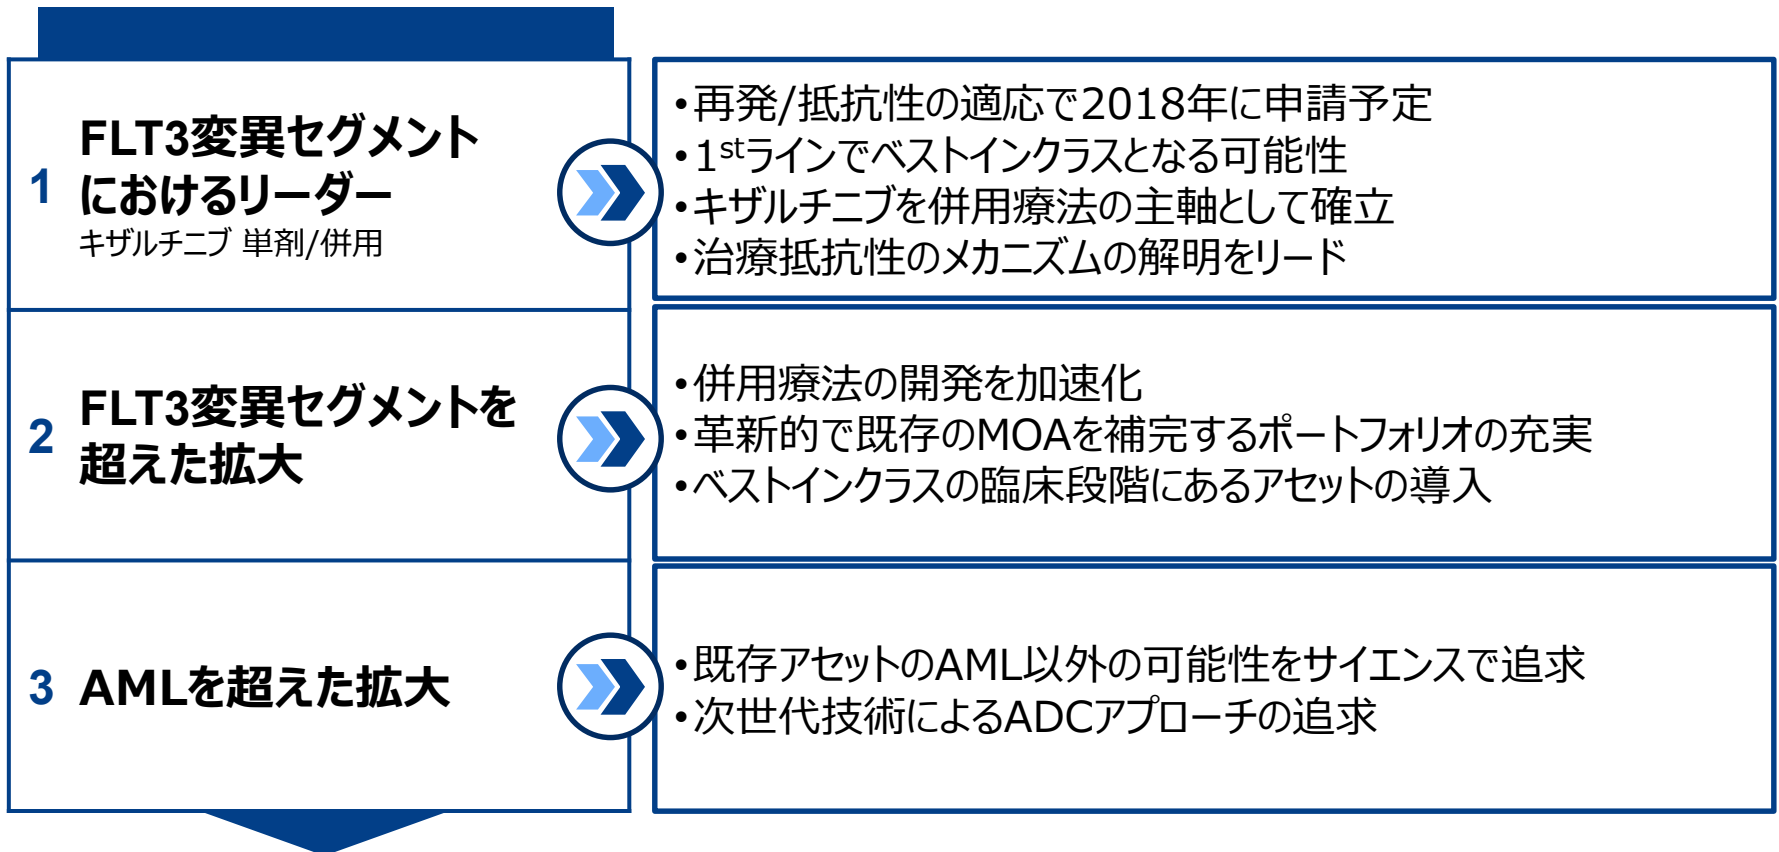 1
FLT3変異セグメント
におけるリーダー
キザルチニブ 単剤/併用
•再発/抵抗性の適応で2018年に申請予定
•1stラインでベストインクラスとなる可能性
•キザルチニブを併用療法の主軸として確立
•治療抵抗性のメカニズムの解明をリード
2
FLT3変異セグメントを
超えた拡大
•併用療法の開発を加速化
•革新的で既存のMOAを補完するポートフォリオの充実
•ベストインクラスの臨床段階にあるアセットの導入
3
AMLを超えた拡大
•既存アセットのAML以外の可能性をサイエンスで追求
•次世代技術によるADCアプローチの追求